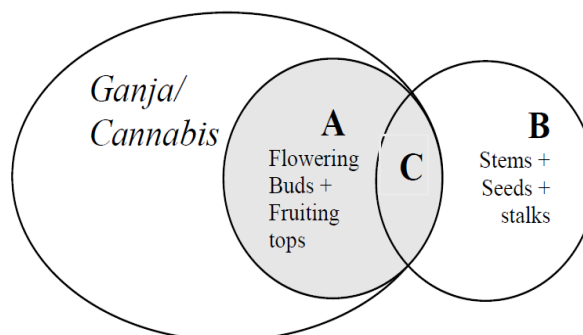 Ganja/
Cannabis
A
Flowering
Buds +
Fruiting
tops
C
B
Stems +
Seeds +
stalks